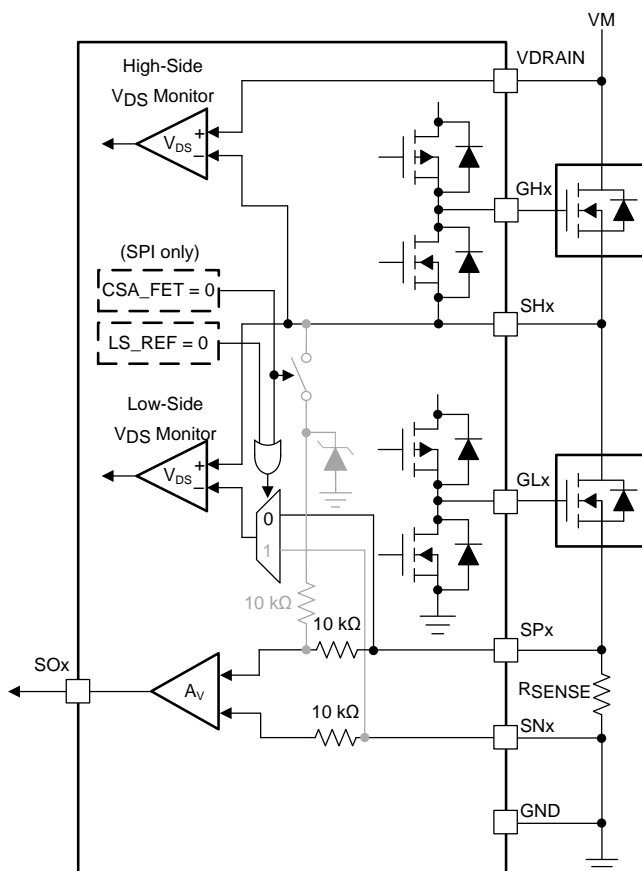 VM
VDRAIN
High-Side
VDS Monitor
+
VDS
−
GHx
(SPI only)
CSA_FET = 0
SHx
LS_REF = 0
Low-Side
VDS Monitor
+
VDS
−
GLx
0
1
10 kΩ
10 kΩ
SPx
SOx
AV
RSENSE
10 kΩ
SNx
GND